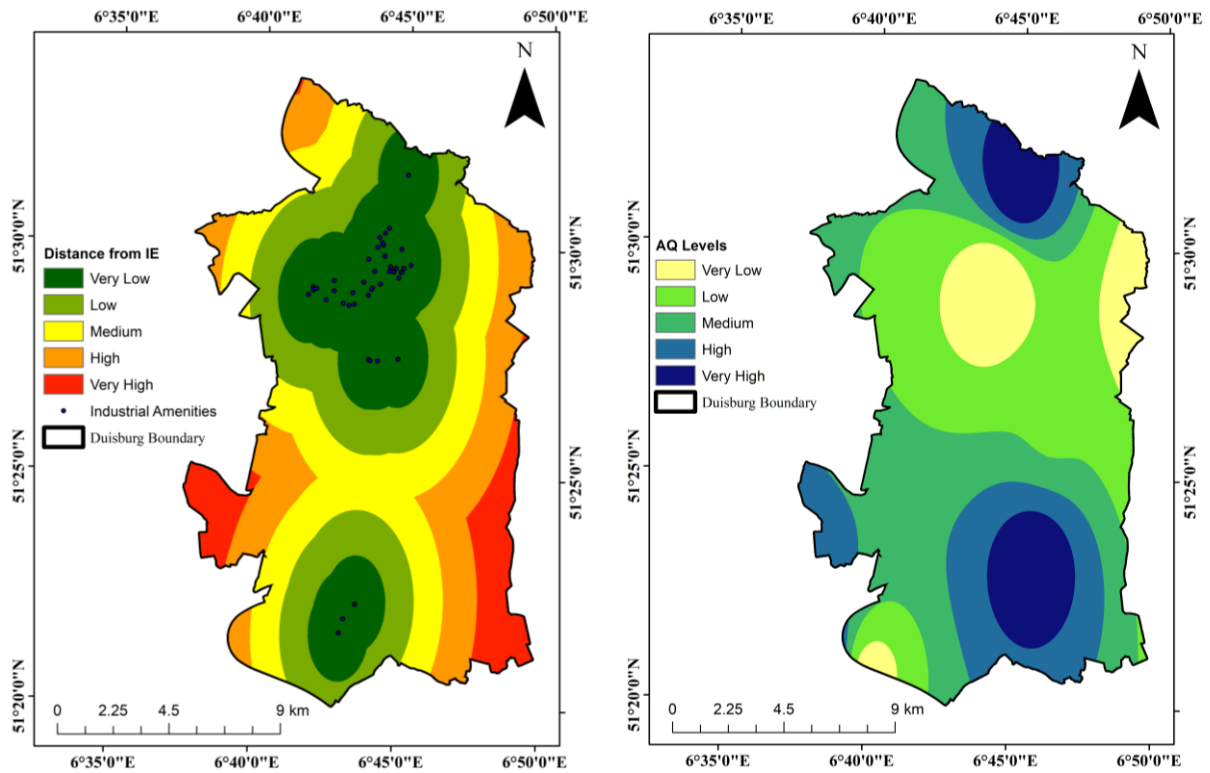 6°35'0"E 6°40'0"E 6°45'0"E 6°50'0"E
N
51°30'0"N
51°25'0"N
51°20'0"N
Distance from IE
Very Low
Low
Medium
High
Very High
Industrial Amenities
Duisburg Boundary
0 2.25 4.5 9 km
51°30'0"N
51°25'0"N
51°20'0"N
6°35'0"E 6°40'0"E 6°45'0"E 6°50'0"E
6°35'0"E 6°40'0"E 6°45'0"E 6°50'0"E
N
51°30'0"N
51°25'0"N
51°20'0"N
AQ Levels
Very Low
Low
Medium
High
Very High
Duisburg Boundary
0 2.25 4.5 9 km
51°30'0"N
51°25'0"N
51°20'0"N
6°35'0"E 6°40'0"E 6°45'0"E 6°50'0"E